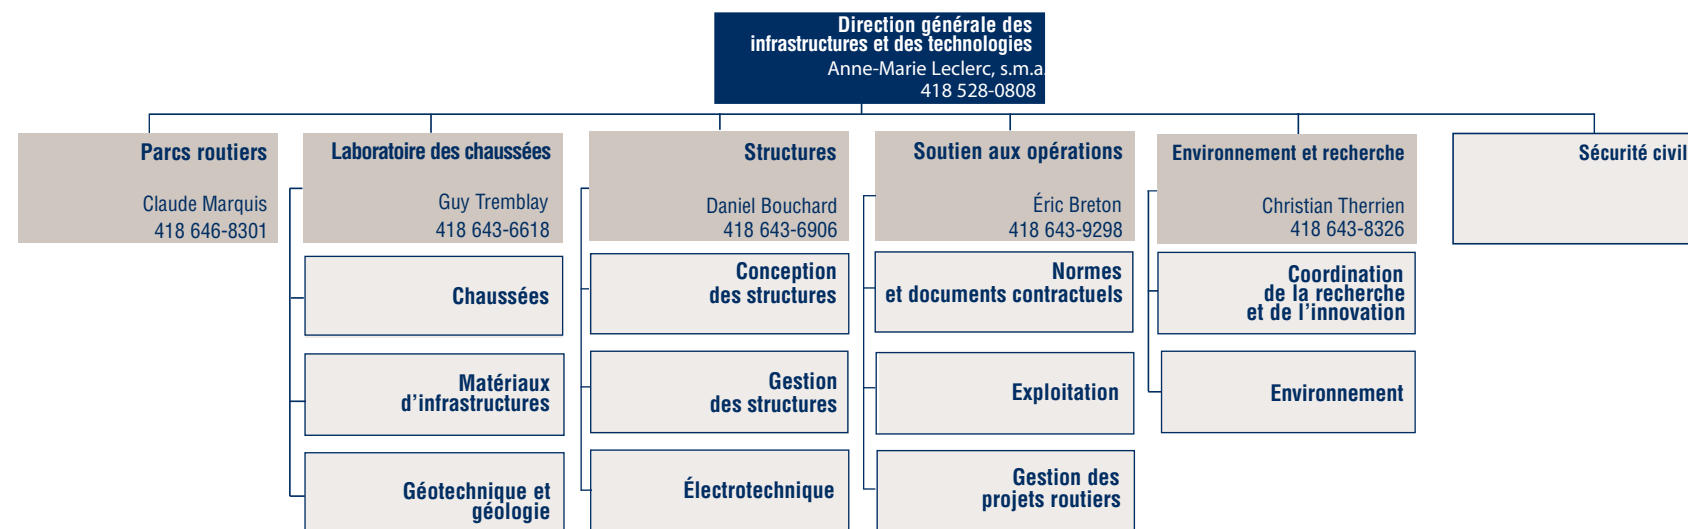 Direction générale des
infrastructures et des technologies
Anne-Marie Leclerc, s.m.a.
418 528-0808
Parcs routiers
Claude Marquis
418 646-8301
Laboratoire des chaussées
Guy Tremblay
418 643-6618
Chaussées
Matériaux
d’infrastructures
Géotechnique et
géologie
Structures
Daniel Bouchard
418 643-6906
Conception
des structures
Gestion
des structures
Électrotechnique
Soutien aux opérations
Éric Breton
418 643-9298
Normes
et documents contractuels
Exploitation
Gestion des
projets routiers
Environnement et recherche
Christian Therrien
418 643-8326
Coordination
de la recherche
et de l’innovation
Environnement
Sécurité civil